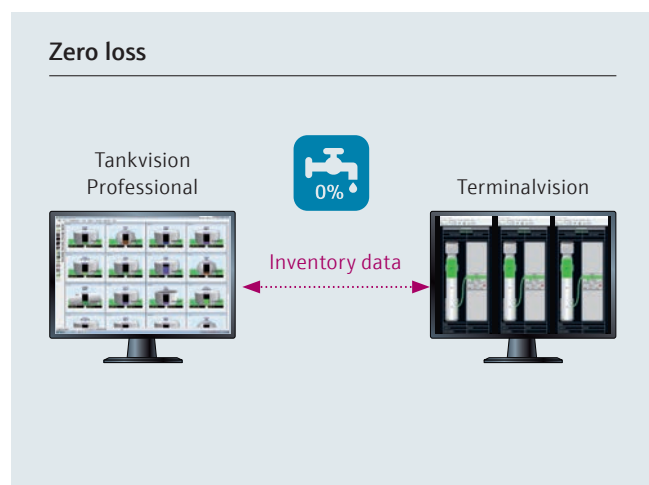 Zero loss
Tankvision
Professional
0%
Terminalvision
Inventory data